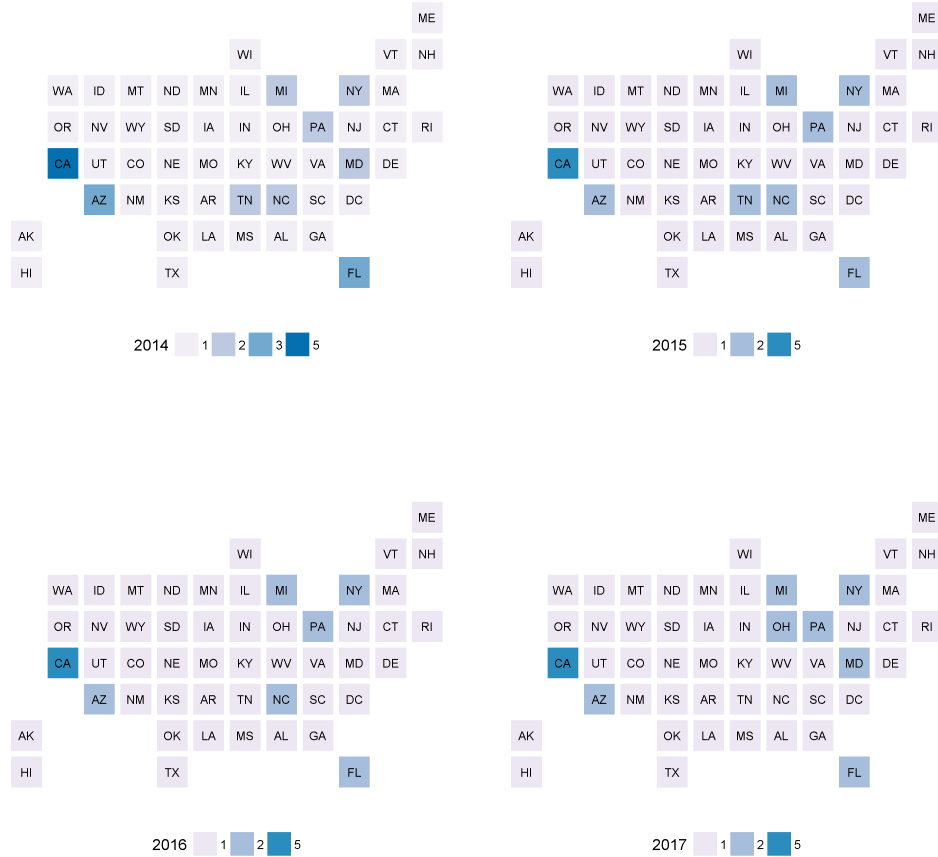 ME
WI VT NH
WA ID MT ND MN IL MI NY MA
OR NV WY SD IA IN OH PA NJ CT RI
CA UT CO NE MO KY WV VA MD DE
AZ NM KS AR TN NC SC DC
AK OK LA MS AL GA
HI TX FL
2014 1 2 3 5
ME
WI VT NH
WA ID MT ND MN IL MI NY MA
OR NV WY SD IA IN OH PA NJ CT RI
CA UT CO NE MO KY WV VA MD DE
AZ NM KS AR TN NC SC DC
AK OK LA MS AL GA
HI TX FL
2015 1 2 5
ME
WI VT NH
WA ID MT ND MN IL MI NY MA
OR NV WY SD IA IN OH PA NJ CT RI
CA UT CO NE MO KY WV VA MD DE
AZ NM KS AR TN NC SC DC
AK OK LA MS AL GA
HI TX FL
2016 1 2 5
ME
WI VT NH
WA ID MT ND MN IL MI NY MA
OR NV WY SD IA IN OH PA NJ CT RI
CA UT CO NE MO KY WV VA MD DE
AZ NM KS AR TN NC SC DC
AK OK LA MS AL GA
HI TX FL
2017 1 2 5